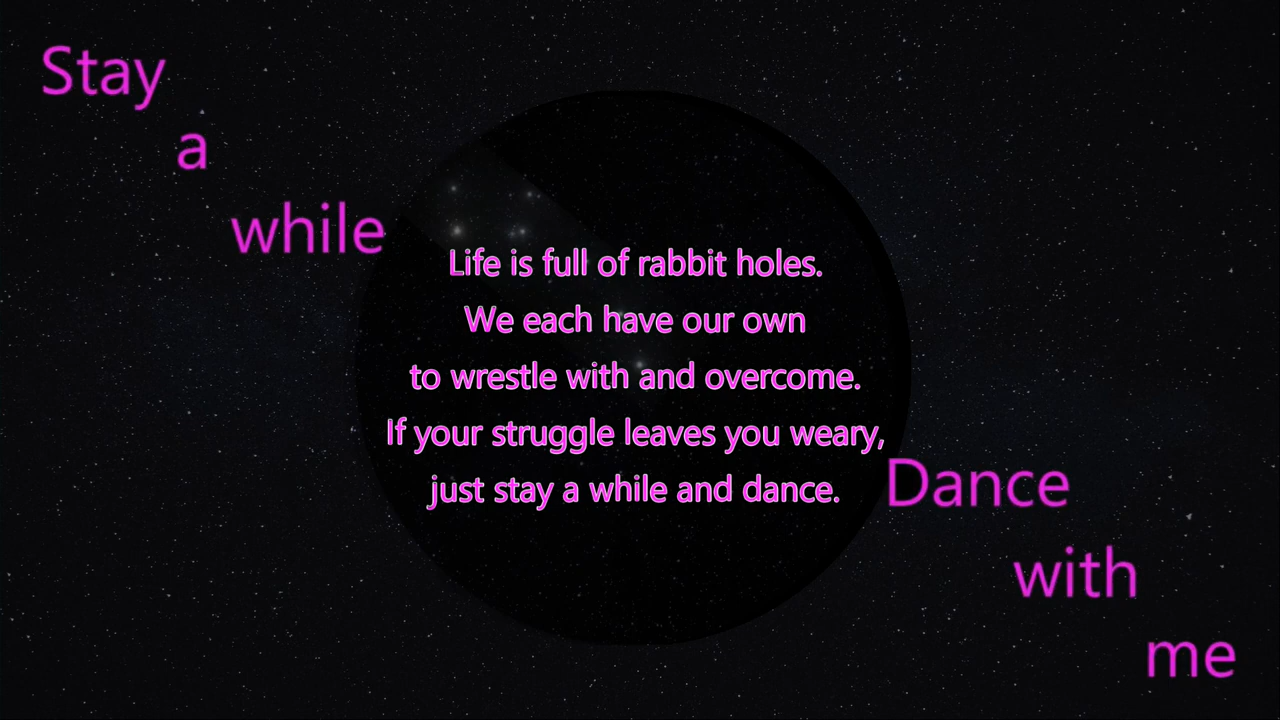 Stay
a
while
Life is full of rabbit holes.
We each have our own
to wrestle with and overcome.
If your struggle leaves you weary,
just stay a while and dance.
Dance
with
me